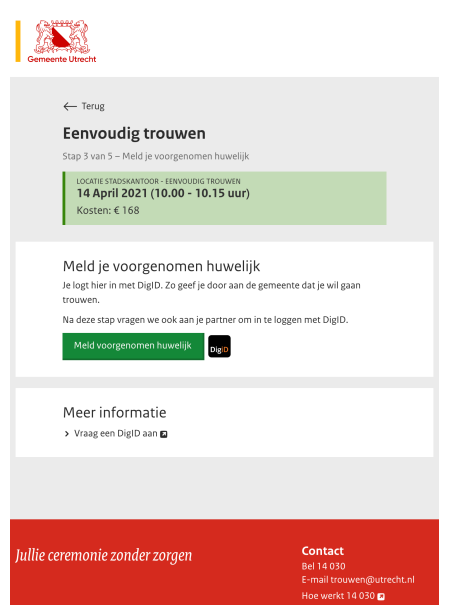 Gemeente Utrecht
Terug
Eenvoudig trouwen
Stap 3 van 5 – Meld je voorgenomen huwelijk
LOCATIE STADSKANTOOR - EENVOUDIG TROUWEN
14 April 2021 (10.00 - 10.15 uur)
Kosten: € 168
Meld je voorgenomen huwelijk
Je logt hier in met DigID. Zo geef je door aan de gemeente dat je wil gaan
trouwen.
Na deze stap vragen we ook aan je partner om in te loggen met DigID.
Meld voorgenomen huwelijk
DigiD
Meer informatie
Vraag een DigID aan
Jullie ceremonie zonder zorgen
Contact
Bel 14 030
E-mail trouwen@utrecht.nl
Hoe werkt 14 030